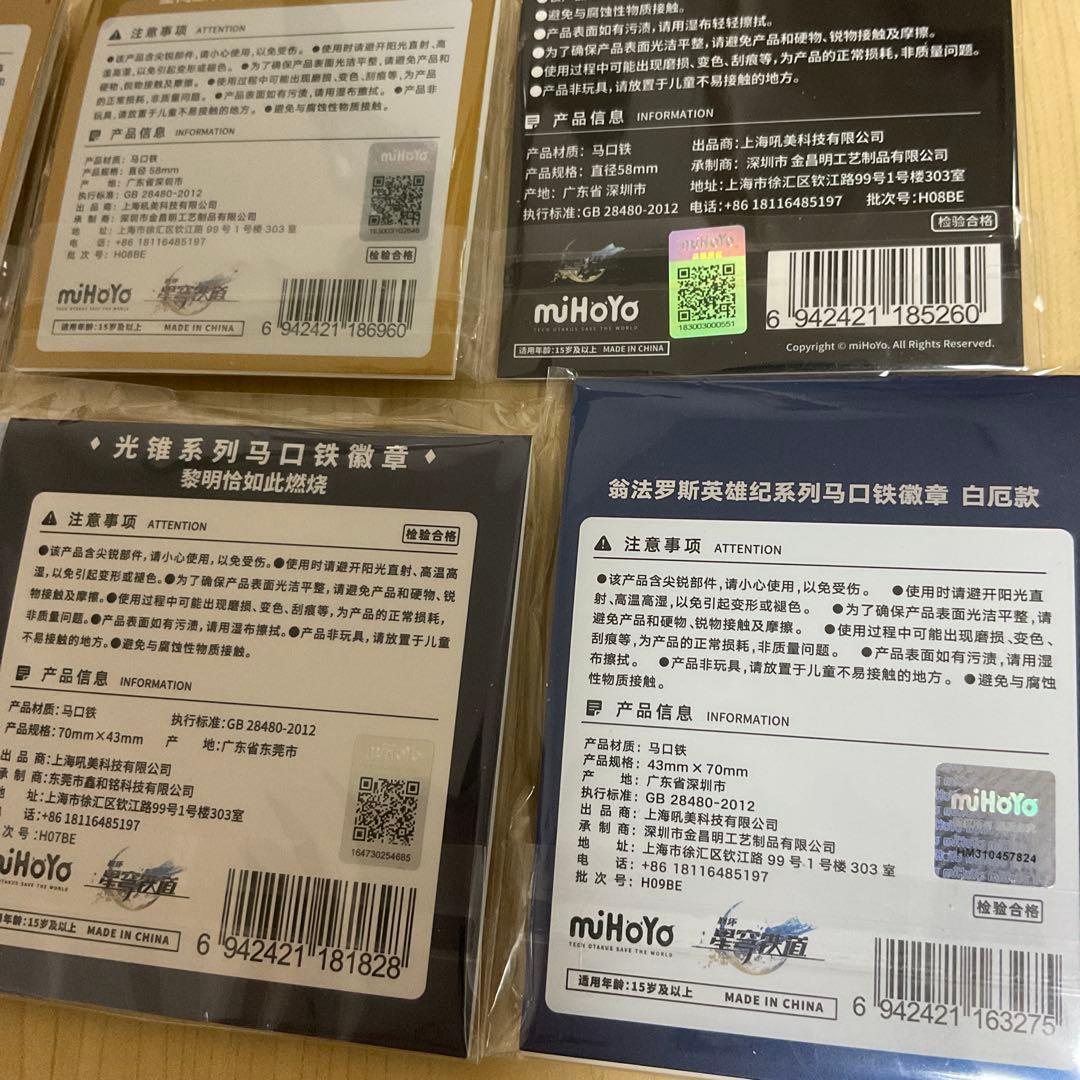 注意事项 ATTENTION
●该产品含尖锐部件,请小心使用,以免受伤。 ●使用时请避开阳光直射、高
温高湿,以免引起变形或褪色。 ●为了确保产品表面光洁平整,请避免产品和
硬物、锐物接触及摩擦。 ●使用过程中可能出现磨损、变色、刮痕等,为产品
的正常损耗,非质量问题。 ●产品表面如有污渍,请用湿布擦拭。 ●产品非
玩具,请放置于儿童不易接触的地方。 ●避免与腐蚀性物质接触。
产品信息 INFORMATION
产品材质: 马口铁
产品规格: 直径 58mm
产 地: 广东省深圳市
执行标准: GB 28480-2012
出 品 商: 上海吼美科技有限公司
承 制 商: 深圳市金昌明工艺制品有限公司
地 址: 上海市徐汇区钦江路 99 号 1 号楼 303 室
电 话: +86 18116485197
批 次 号: H08BE
miHoYo
183003102646
检验合格
miHoYo
TECH OTAKUS SAVE THE WORLD
星穹铁道
适用年龄:15岁及以上 MADE IN CHINA
6 942421 186960
●避免与腐蚀性物质接触。
●产品表面如有污渍,请用湿布轻轻擦拭。
●为了确保产品表面光洁平整,请避免产品和硬物、锐物接触及摩擦。
●使用过程中可能出现磨损、变色、刮痕等,为产品的正常损耗,非质量问题。
●产品非玩具,请放置于儿童不易接触的地方。
产品信息 INFORMATION
产品材质: 马口铁
产品规格: 直径58mm
产地: 广东省 深圳市
执行标准:GB 28480-2012
出品商:上海吼美科技有限公司
承制商: 深圳市 金昌明工艺制品有限公司
地址:上海市徐汇区钦江路99号1号楼303室
电话:+86 18116485197 批次号:H08BE
检验合格
miHoYo
183003000551
miHoYo
TECH OTAKUS SAVE THE WORLD
适用年龄:15岁及以上 MADE IN CHINA
6 942421 185260
Copyright © miHoYo. All Rights Reserved.
光锥系列马口铁徽章
黎明恰如此燃烧
注意事项 ATTENTION
检验合格
●该产品含尖锐部件,请小心使用,以免受伤。●使用时请避开阳光直射、高温高
湿,以免引起变形或褪色。●为了确保产品表面光洁平整,请避免产品和硬物、锐
物接触及摩擦。●使用过程中可能出现磨损、变色、刮痕等,为产品的正常损耗,
非质量问题。●产品表面如有污渍,请用湿布擦拭。●产品非玩具,请放置于儿童
不易接触的地方。●避免与腐蚀性物质接触。
产品信息 INFORMATION
产品材质:马口铁 执行标准:GB 28480-2012
产品规格:70mm×43mm 产 地:广东省东莞市
出 品 商:上海吼美科技有限公司
承 制 商:东莞市鑫和铭科技有限公司
址:上海市徐汇区钦江路99号1号楼303室
话:+86 18116485197
次 号:H07BE
164730254685
miHoYo
TECH OTAKUS SAVE THE WORLD
崩坏
星穹铁道
年龄:15岁及以上 MADE IN CHINA
6 942421 181828
翁法罗斯英雄纪系列马口铁徽章 白厄款
注意事项 ATTENTION
●该产品含尖锐部件,请小心使用,以免受伤。 ●使用时请避开阳光直
射、高温高湿,以免引起变形或褪色。 ●为了确保产品表面光洁平整,请
避免产品和硬物、锐物接触及摩擦。 ●使用过程中可能出现磨损、变色、
刮痕等,为产品的正常损耗,非质量问题。 ●产品表面如有污渍,请用湿
布擦拭。 ●产品非玩具,请放置于儿童不易接触的地方。 ●避免与腐蚀
性物质接触。
产品信息 INFORMATION
产品材质: 马口铁
产品规格: 43mm × 70mm
产 地: 广东省深圳市
执行标准: GB 28480-2012
出 品 商: 上海吼美科技有限公司
承 制 商: 深圳市金昌明工艺制品有限公司
地 址: 上海市徐汇区钦江路 99 号 1 号楼 303 室
电 话: +86 18116485197
批 次 号: H09BE
miHoYo
HM310457824
检验合格
miHoYo
TECH OTAKUS SAVE THE WORLD
崩坏
星穹铁道
适用年龄:15岁及以上 MADE IN CHINA
6 942421 163275